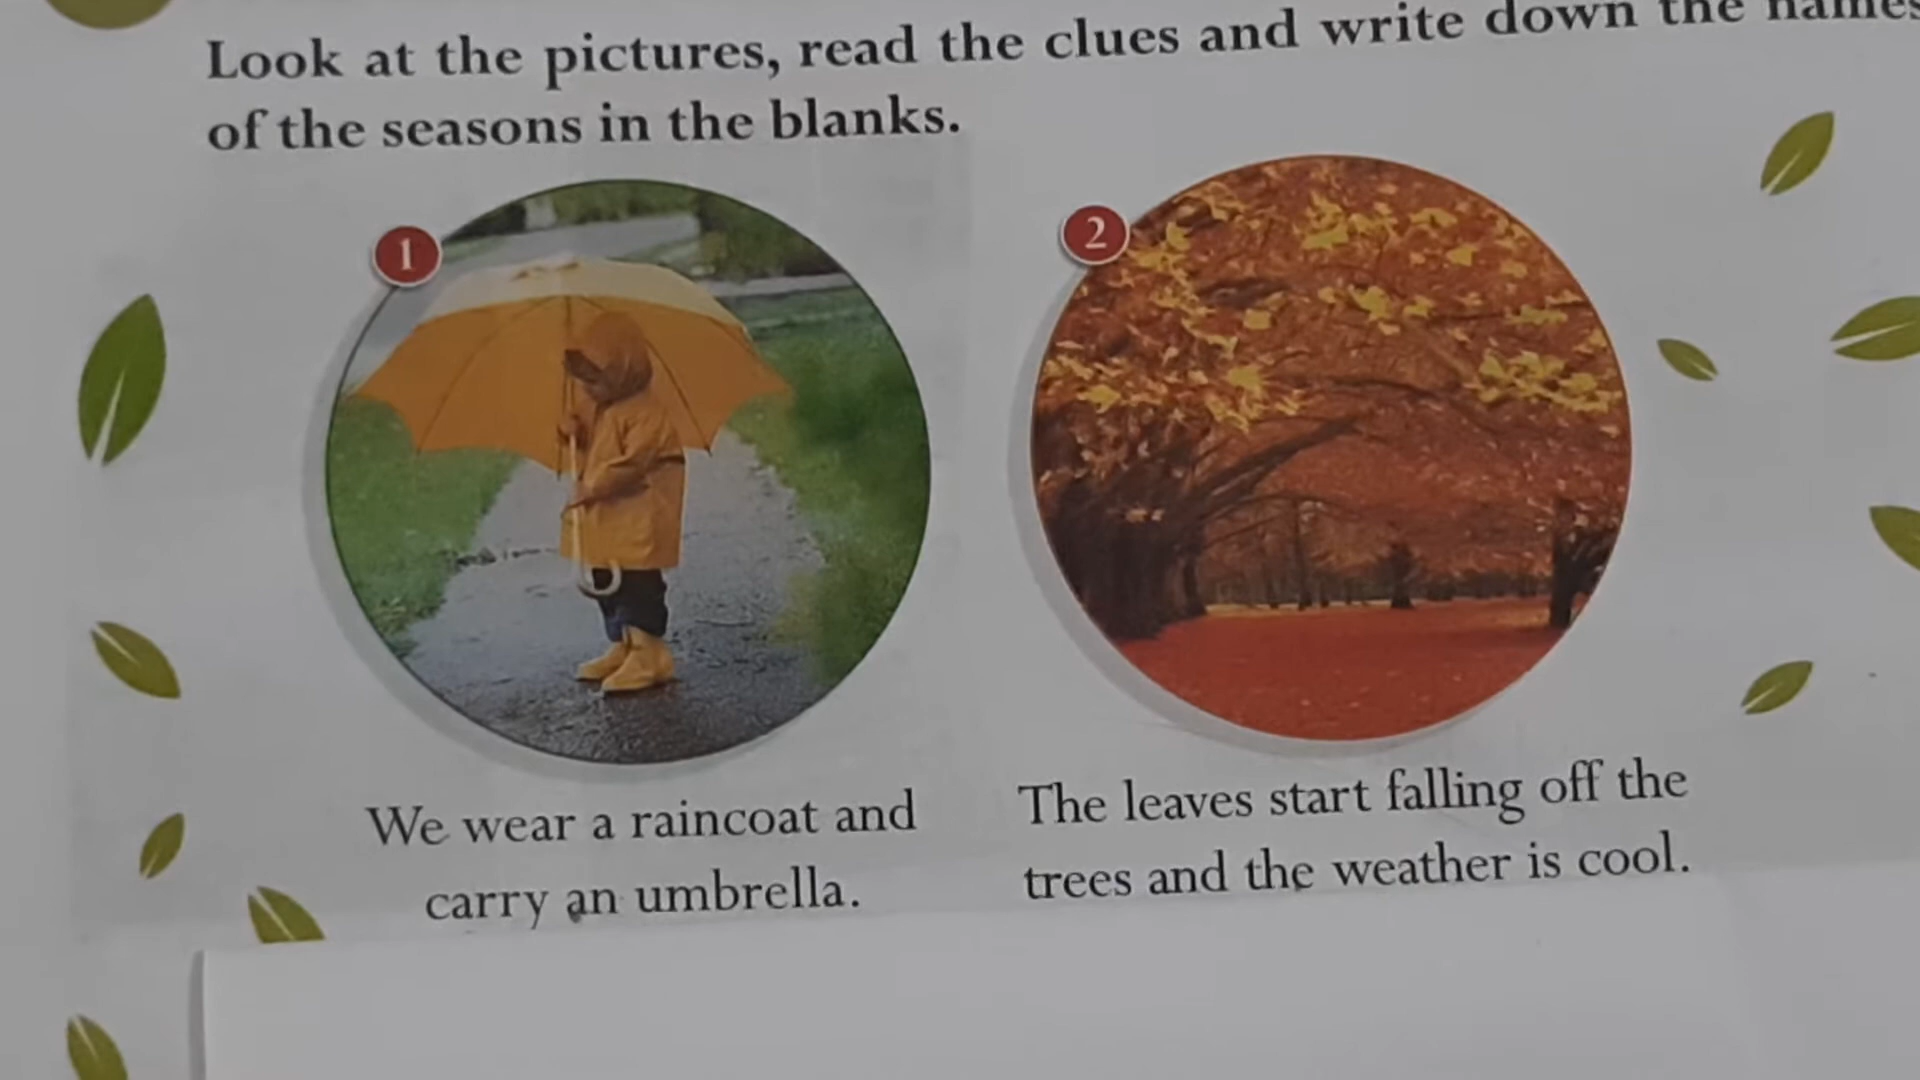 Look at the pictures, read the clues and write down the names
of the seasons in the blanks.
1
2
We wear a raincoat and
carry an umbrella.
The leaves start falling off the
trees and the weather is cool.